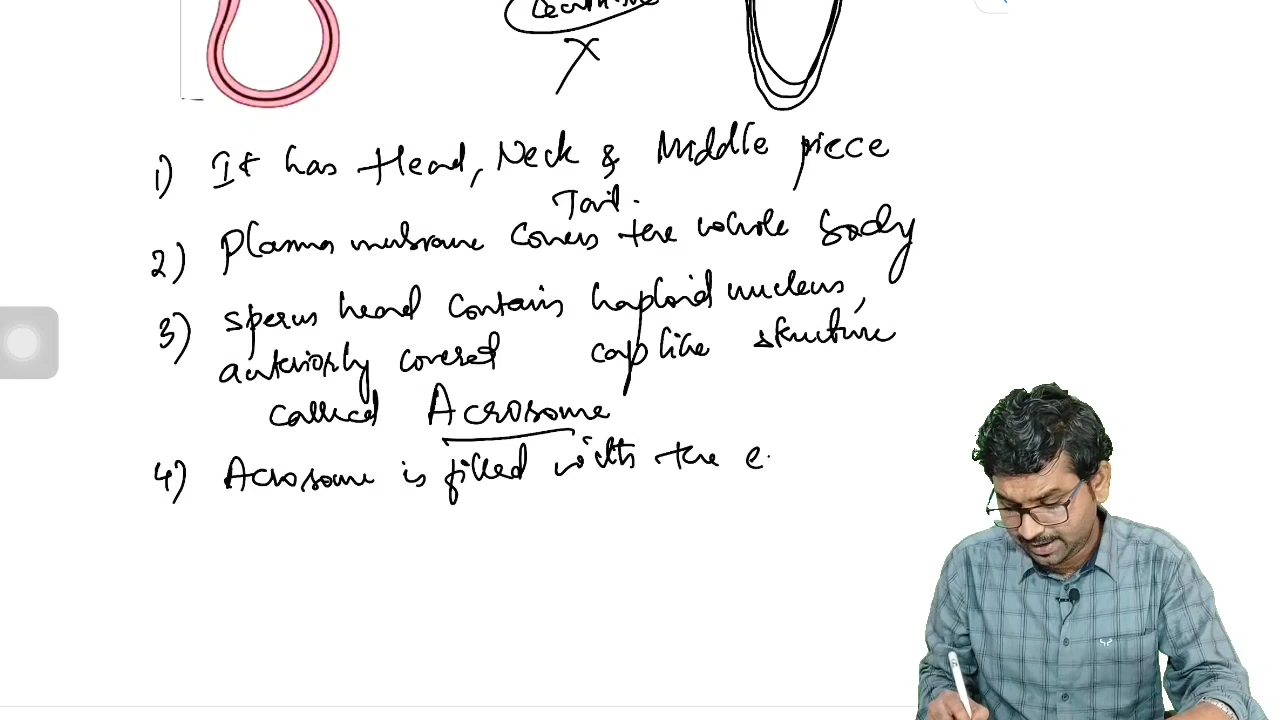 1) It has Head, Neck & Middle piece
Tail.
2) Plasma membrane covers the whole body
3) Sperm head contains haploid nucleus,
anteriorly covered cap like structure
called Acrosome
4) Acrosome is filled with the e